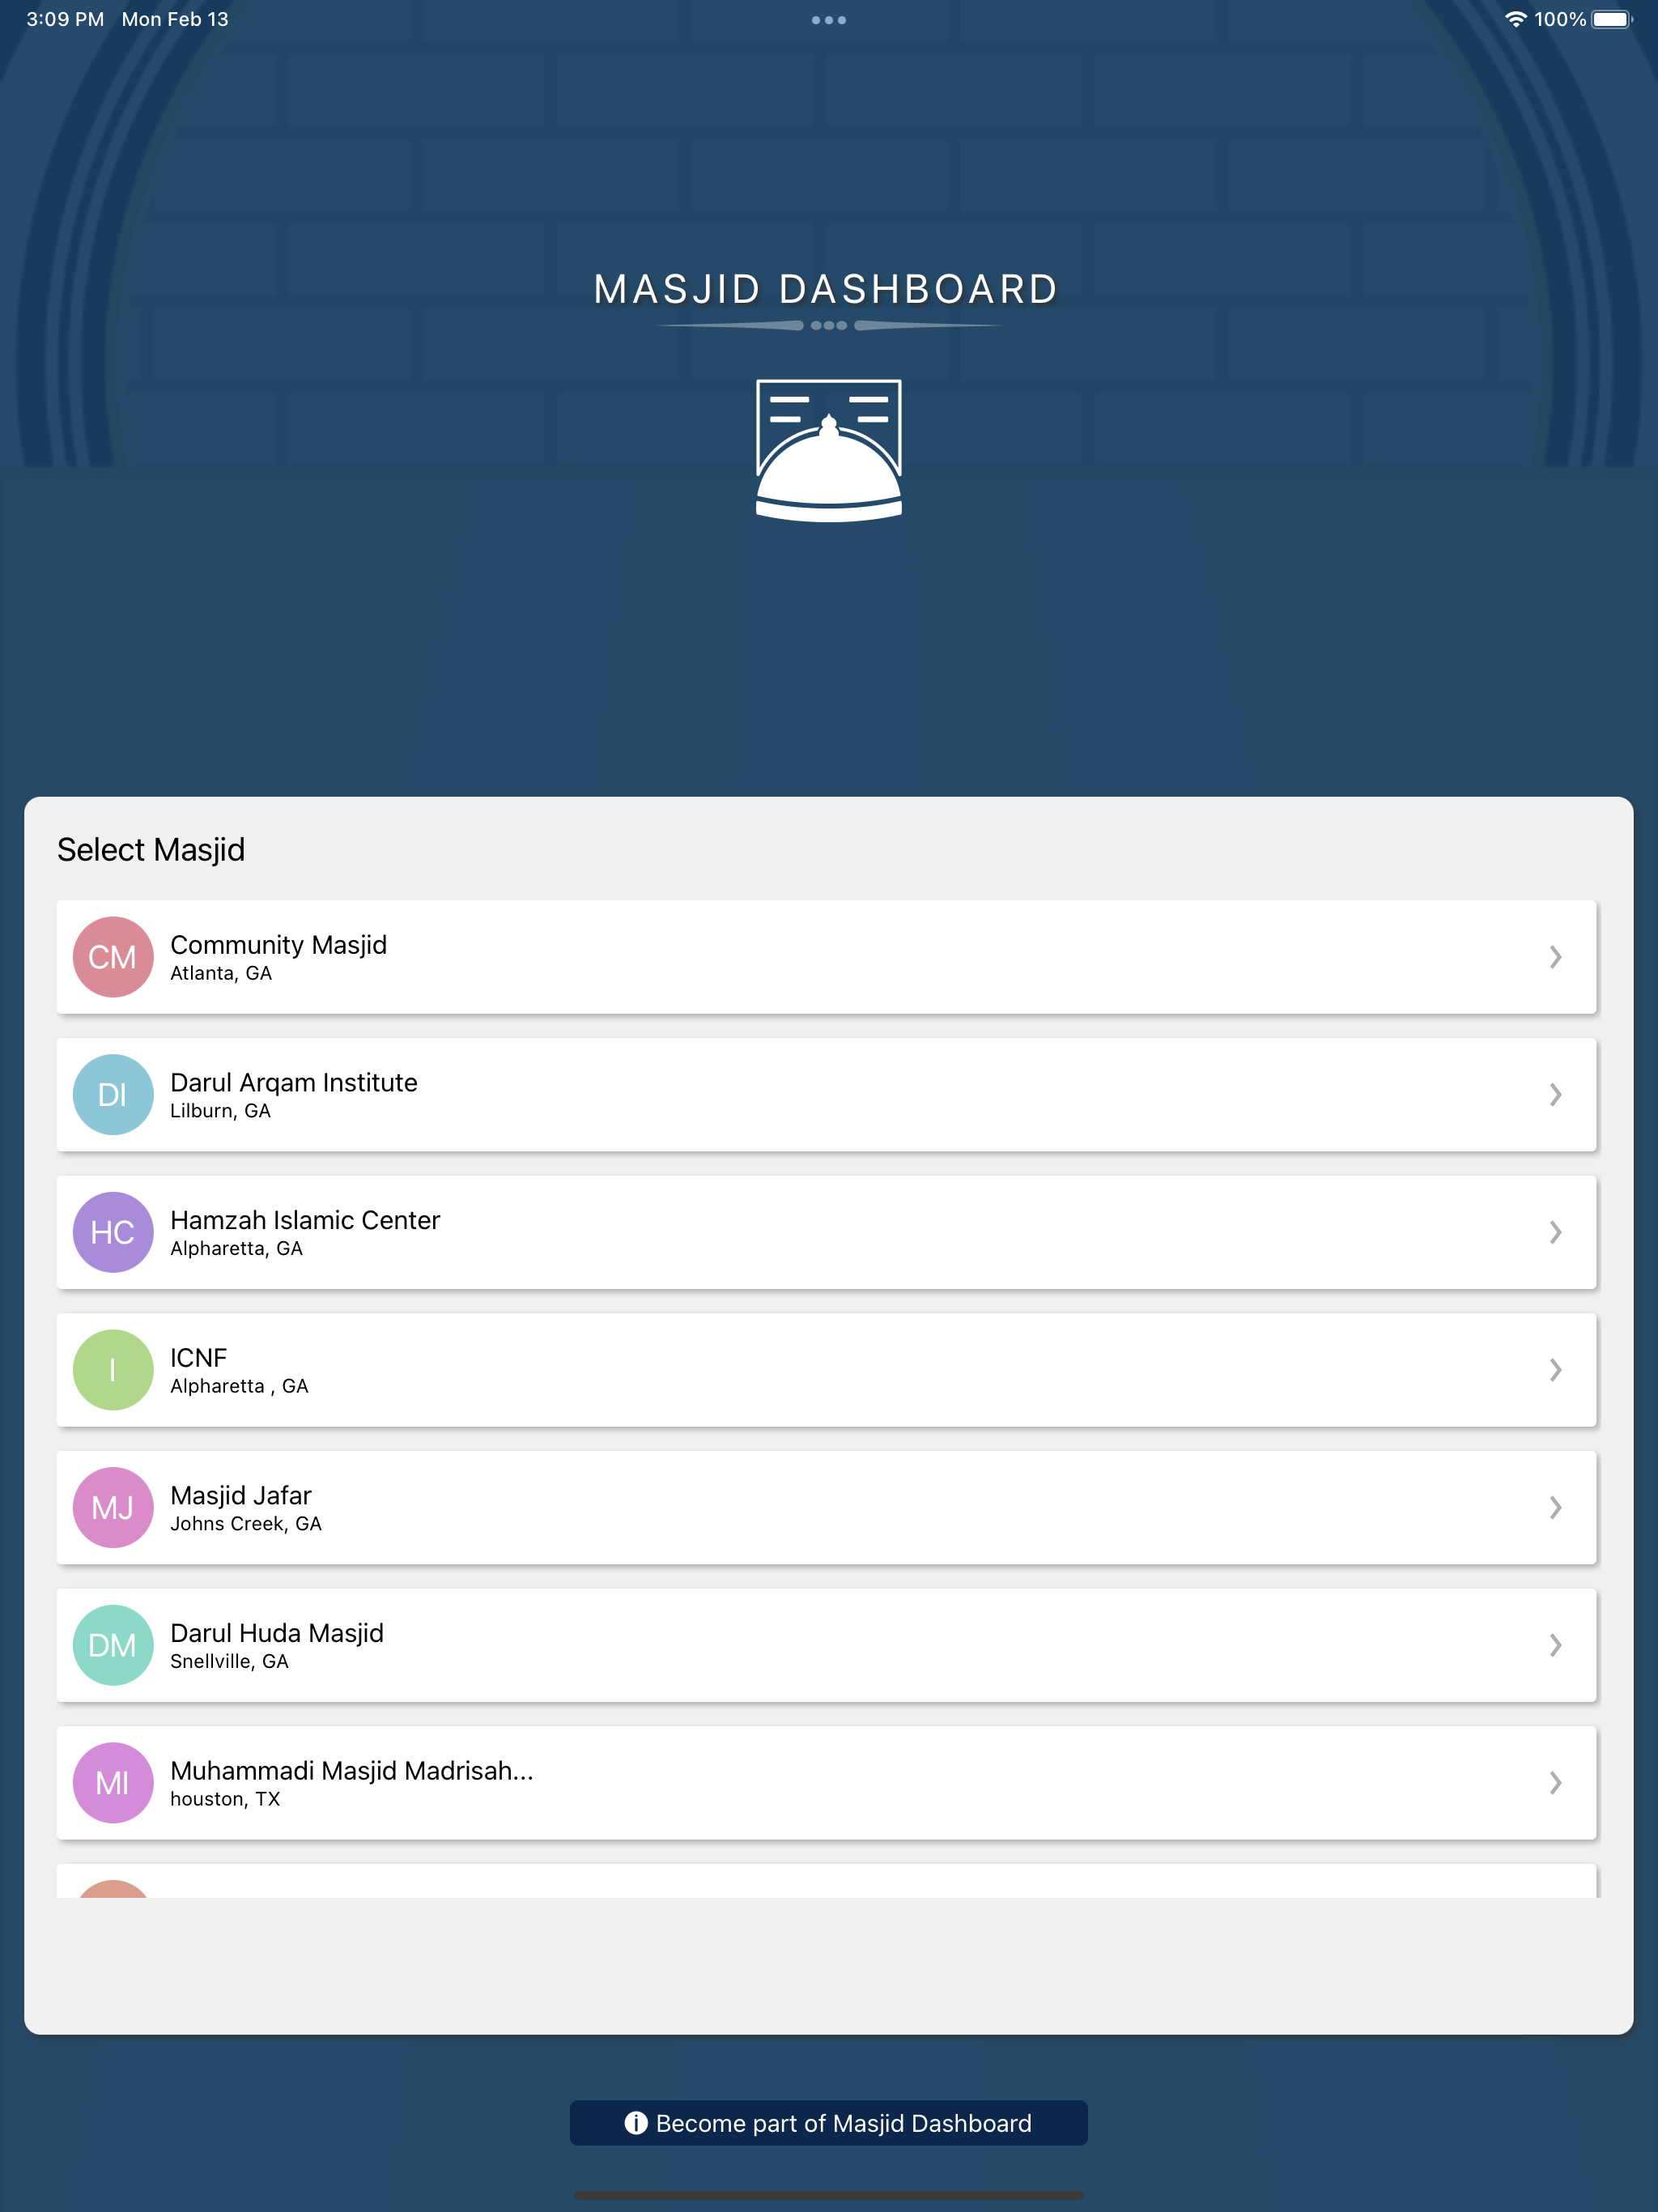 3:09 PM Mon Feb 13
100%
MASJID DASHBOARD
Select Masjid
CM
Community Masjid
Atlanta, GA
DI
Darul Arqam Institute
Lilburn, GA
HC
Hamzah Islamic Center
Alpharetta, GA
I
ICNF
Alpharetta , GA
MJ
Masjid Jafar
Johns Creek, GA
DM
Darul Huda Masjid
Snellville, GA
MI
Muhammadi Masjid Madrisah...
houston, TX
Become part of Masjid Dashboard